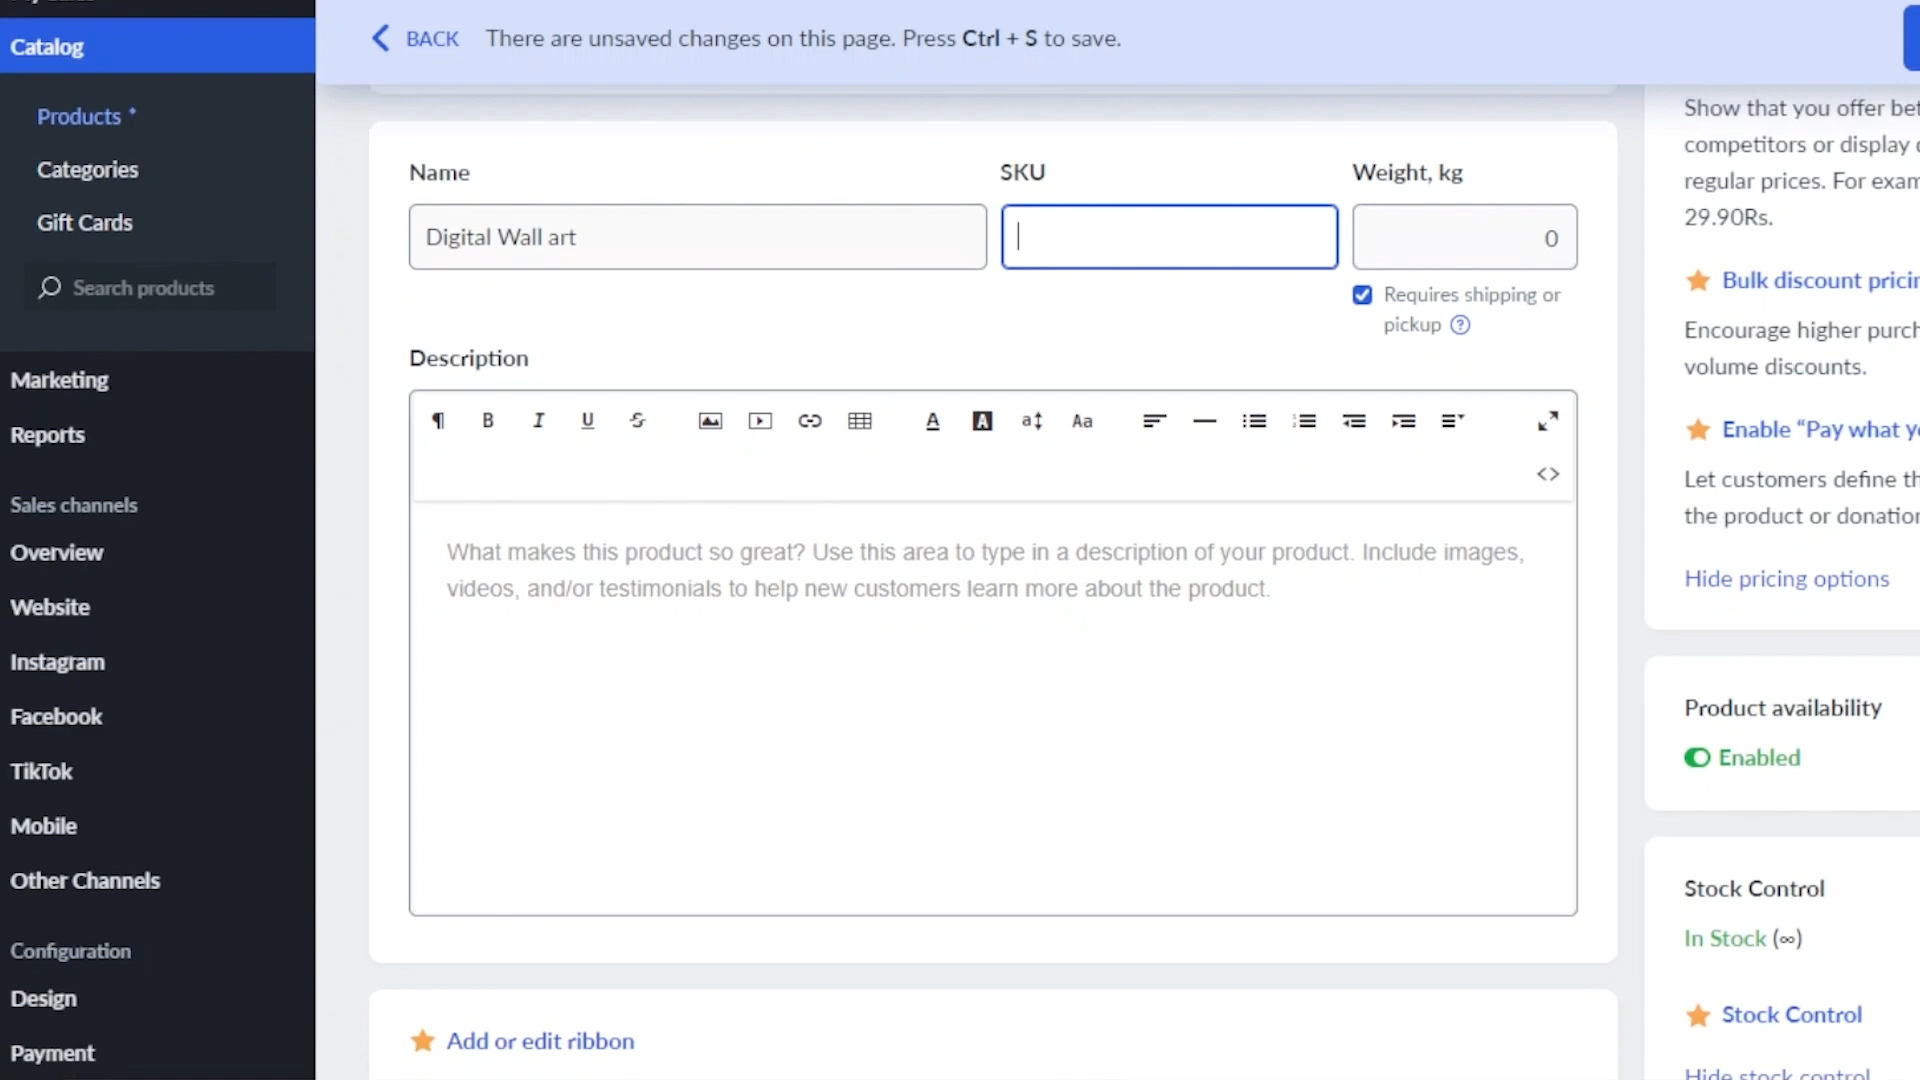 Catalog
Products *
Categories
Gift Cards
Search products
Marketing
Reports
Sales channels
Overview
Website
Instagram
Facebook
TikTok
Mobile
Other Channels
Configuration
Design
Payment
BACK There are unsaved changes on this page. Press Ctrl + S to save.
Name SKU Weight, kg
Digital Wall art 0
Requires shipping or
pickup
Description
B I U S A A a Aa
<>
What makes this product so great? Use this area to type in a description of your product. Include images,
videos, and/or testimonials to help new customers learn more about the product.
Add or edit ribbon
Show that you offer
competitors or display
regular prices. For
29.90Rs.
Bulk discount
Encourage higher
volume discounts.
Enable “Pay what
Let customers define
the product or
Hide pricing options
Product availability
Enabled
Stock Control
In Stock (∞)
Stock Control
Hide stock control